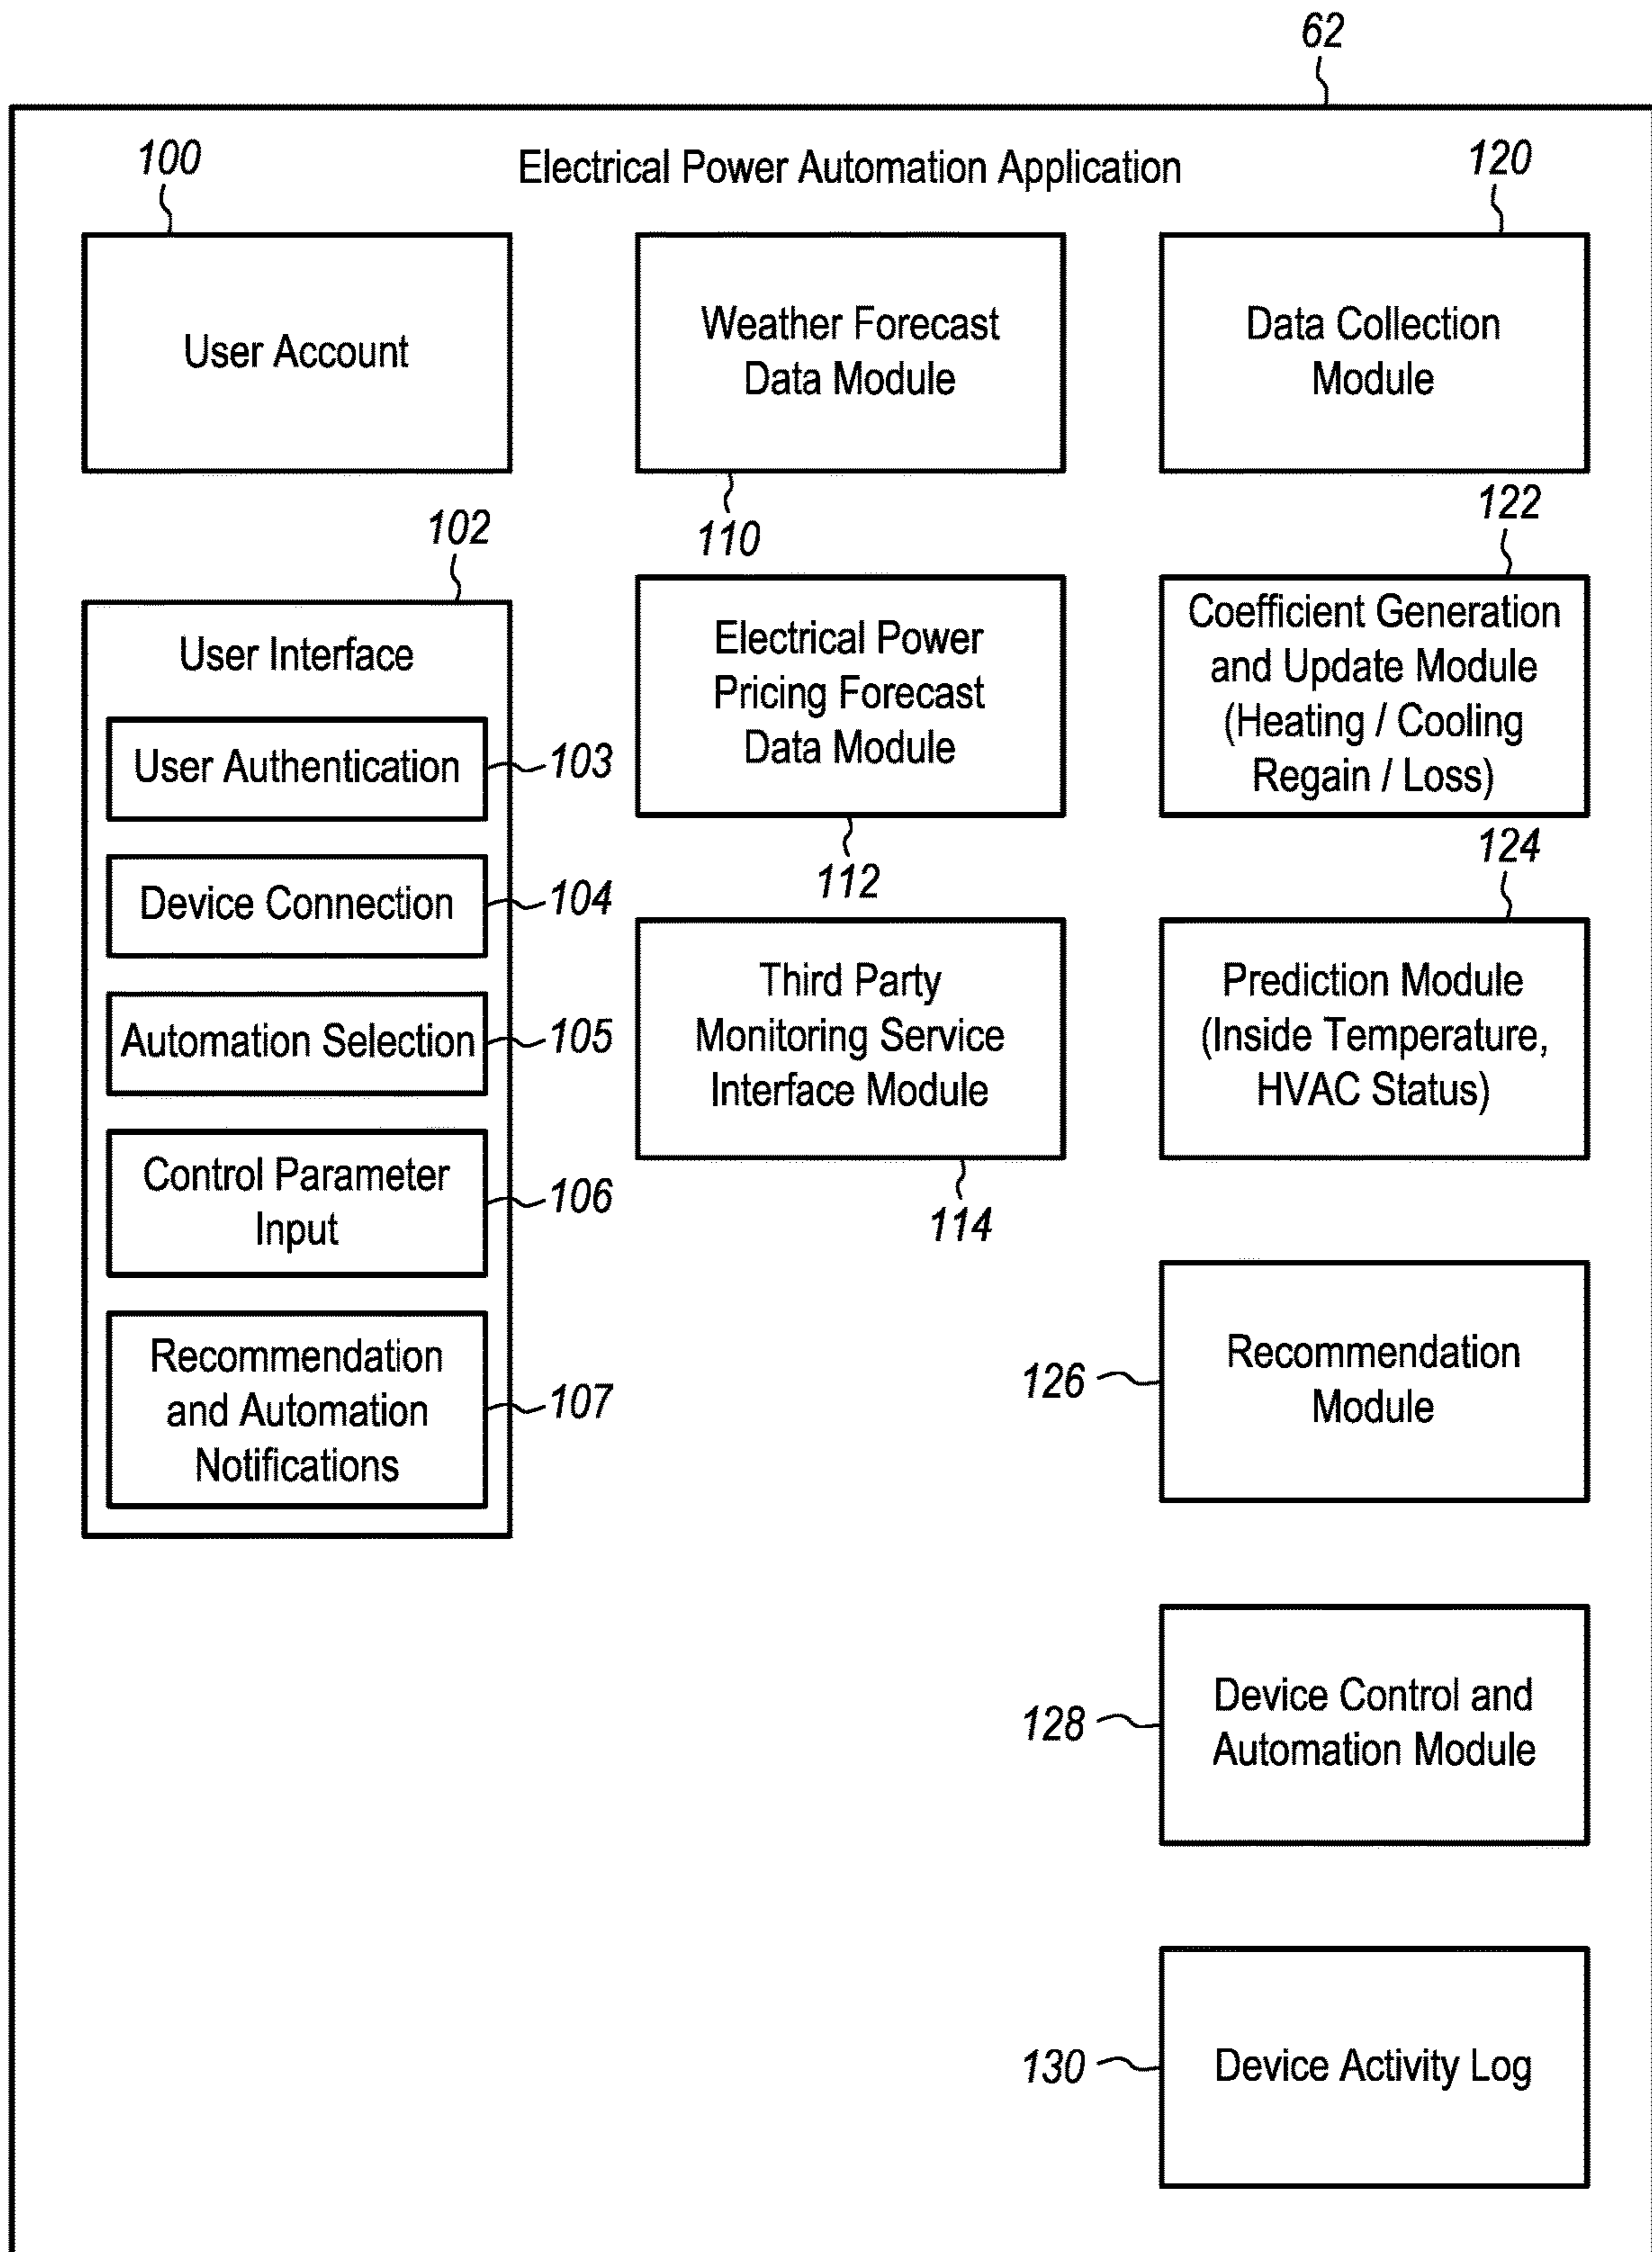 62
Electrical Power Automation Application
100
User Account
102
User Interface
User Authentication
103
Device Connection
104
Automation Selection
105
Control Parameter
Input
106
Recommendation
and Automation
Notifications
107
Weather Forecast
Data Module
110
Electrical Power
Pricing Forecast
Data Module
112
Third Party
Monitoring Service
Interface Module
114
120
Data Collection
Module
122
Coefficient Generation
and Update Module
(Heating / Cooling
Regain / Loss)
124
Prediction Module
(Inside Temperature,
HVAC Status)
126
Recommendation
Module
128
Device Control and
Automation Module
130
Device Activity Log